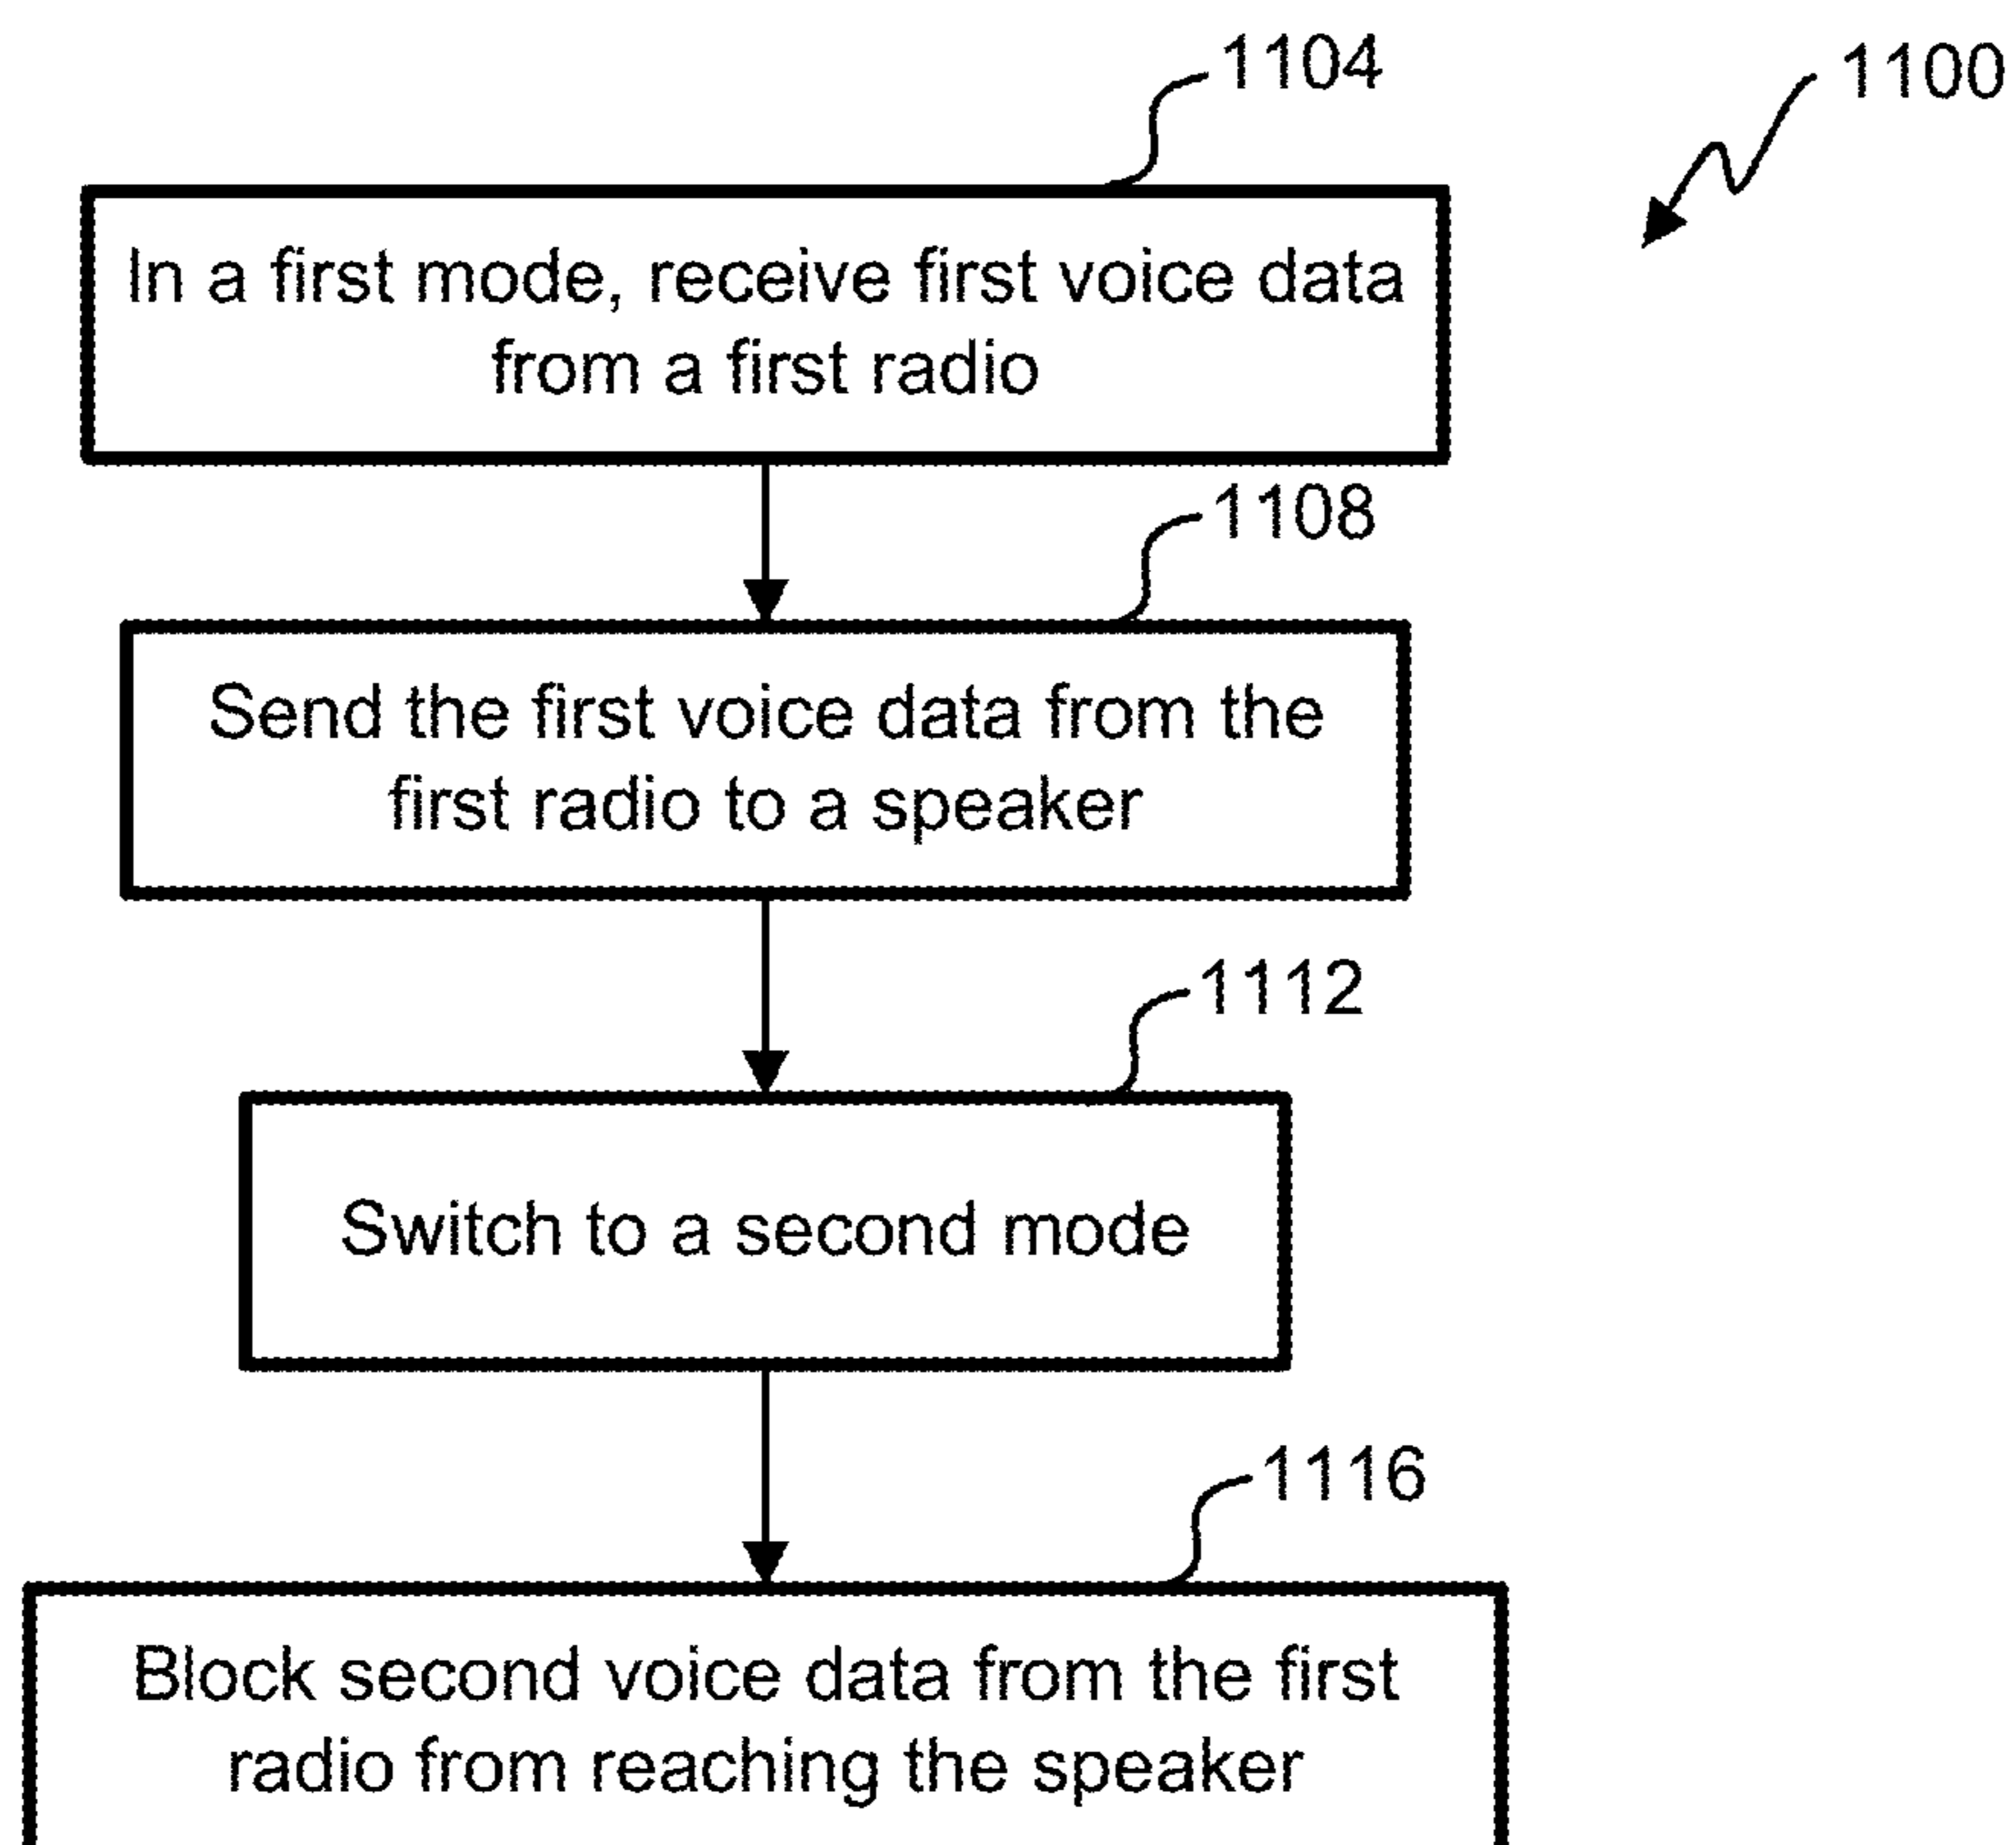 1104
1100
In a first mode, receive first voice data
from a first radio
1108
Send the first voice data from the
first radio to a speaker
1112
Switch to a second mode
1116
Block second voice data from the first
radio from reaching the speaker